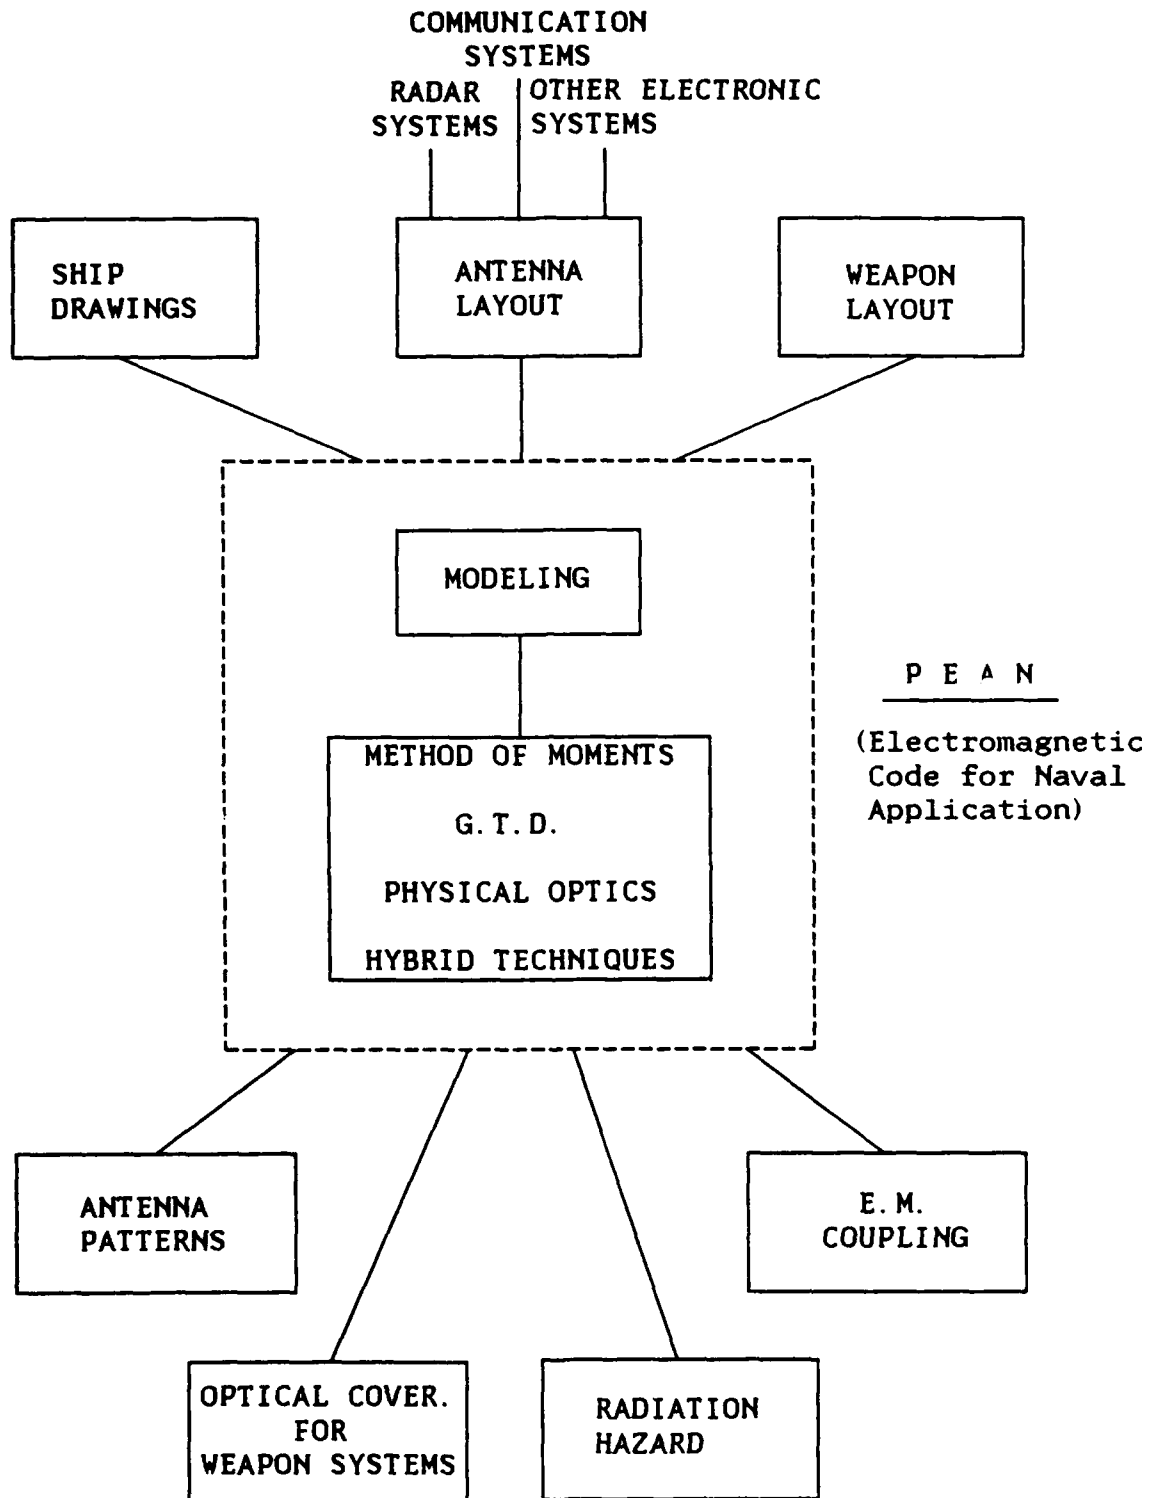 COMMUNICATION
SYSTEMS
RADAR
SYSTEMS
OTHER ELECTRONIC
SYSTEMS
SHIP
DRAWINGS
ANTENNA
LAYOUT
WEAPON
LAYOUT
MODELING
METHOD OF MOMENTS
G.T.D.
PHYSICAL OPTICS
HYBRID TECHNIQUES
P E A N
(Electromagnetic
Code for Naval
Application)
ANTENNA
PATTERNS
E.M.
COUPLING
OPTICAL COVER.
FOR
WEAPON SYSTEMS
RADIATION
HAZARD